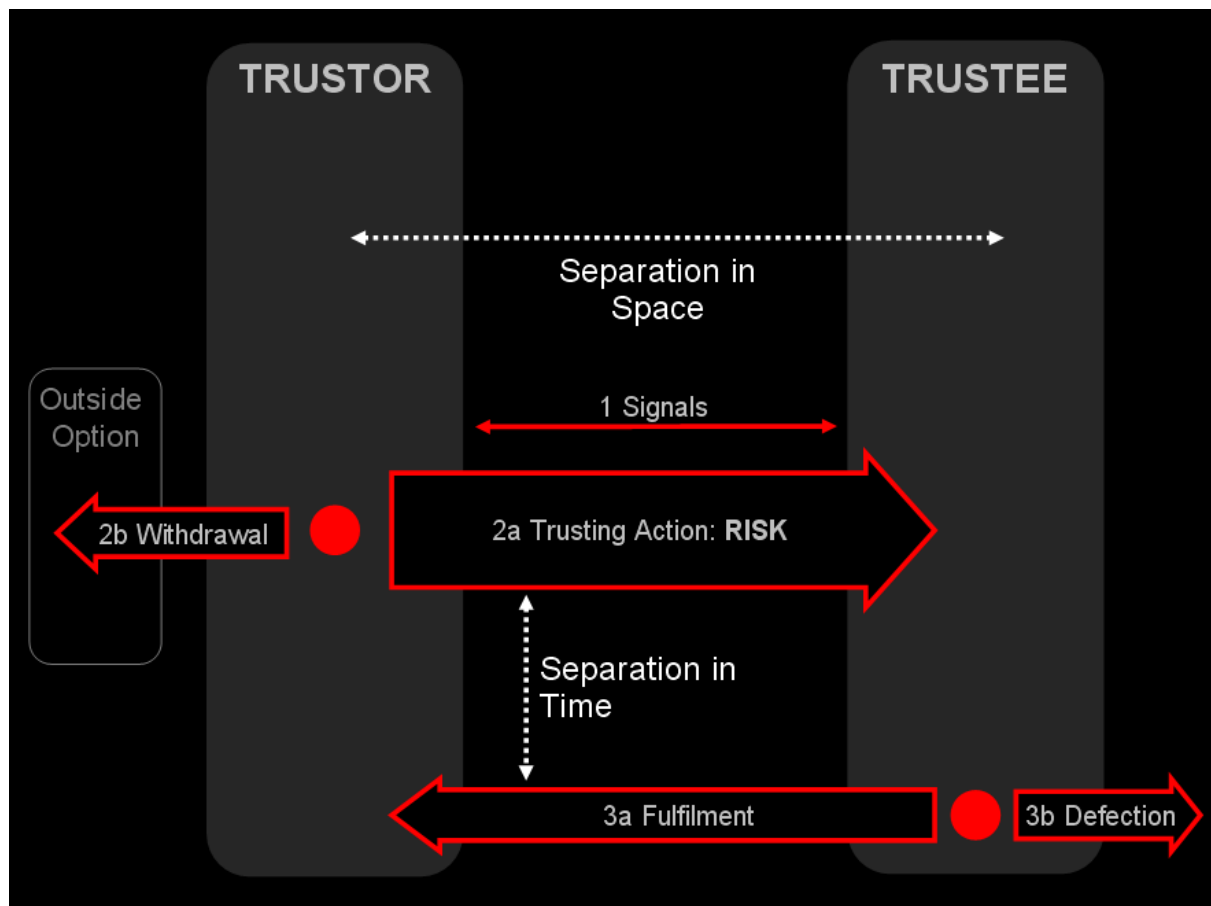 TRUSTOR
TRUSTEE
Separation in
Space
Outside
Option
1 Signals
2b Withdrawal
2a Trusting Action: RISK
Separation in
Time
3a Fulfilment
3b Defection